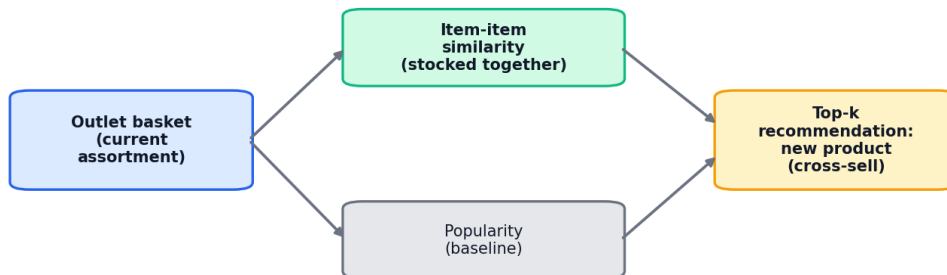 Outlet basket
(current
assortment)
Item-item
similarity
(stocked together)
Popularity
(baseline)
Top-k
recommendation:
new product
(cross-sell)